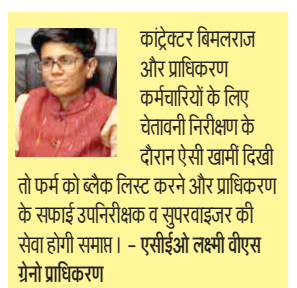 कांट्रेक्टर बिमलराज
और प्राधिकरण
कर्मचारियों के लिए
चेतावनी निरीक्षण के
दौरान ऐसी खामीं दिखी
तो फर्म को ब्लैक लिस्ट करने और प्राधिकरण
के सफाई उपनिरीक्षक व सुपरवाइजर की
सेवा होगी समाप्त। - एसीईओ लक्ष्मी वीएस
ग्रेनो प्राधिकरण